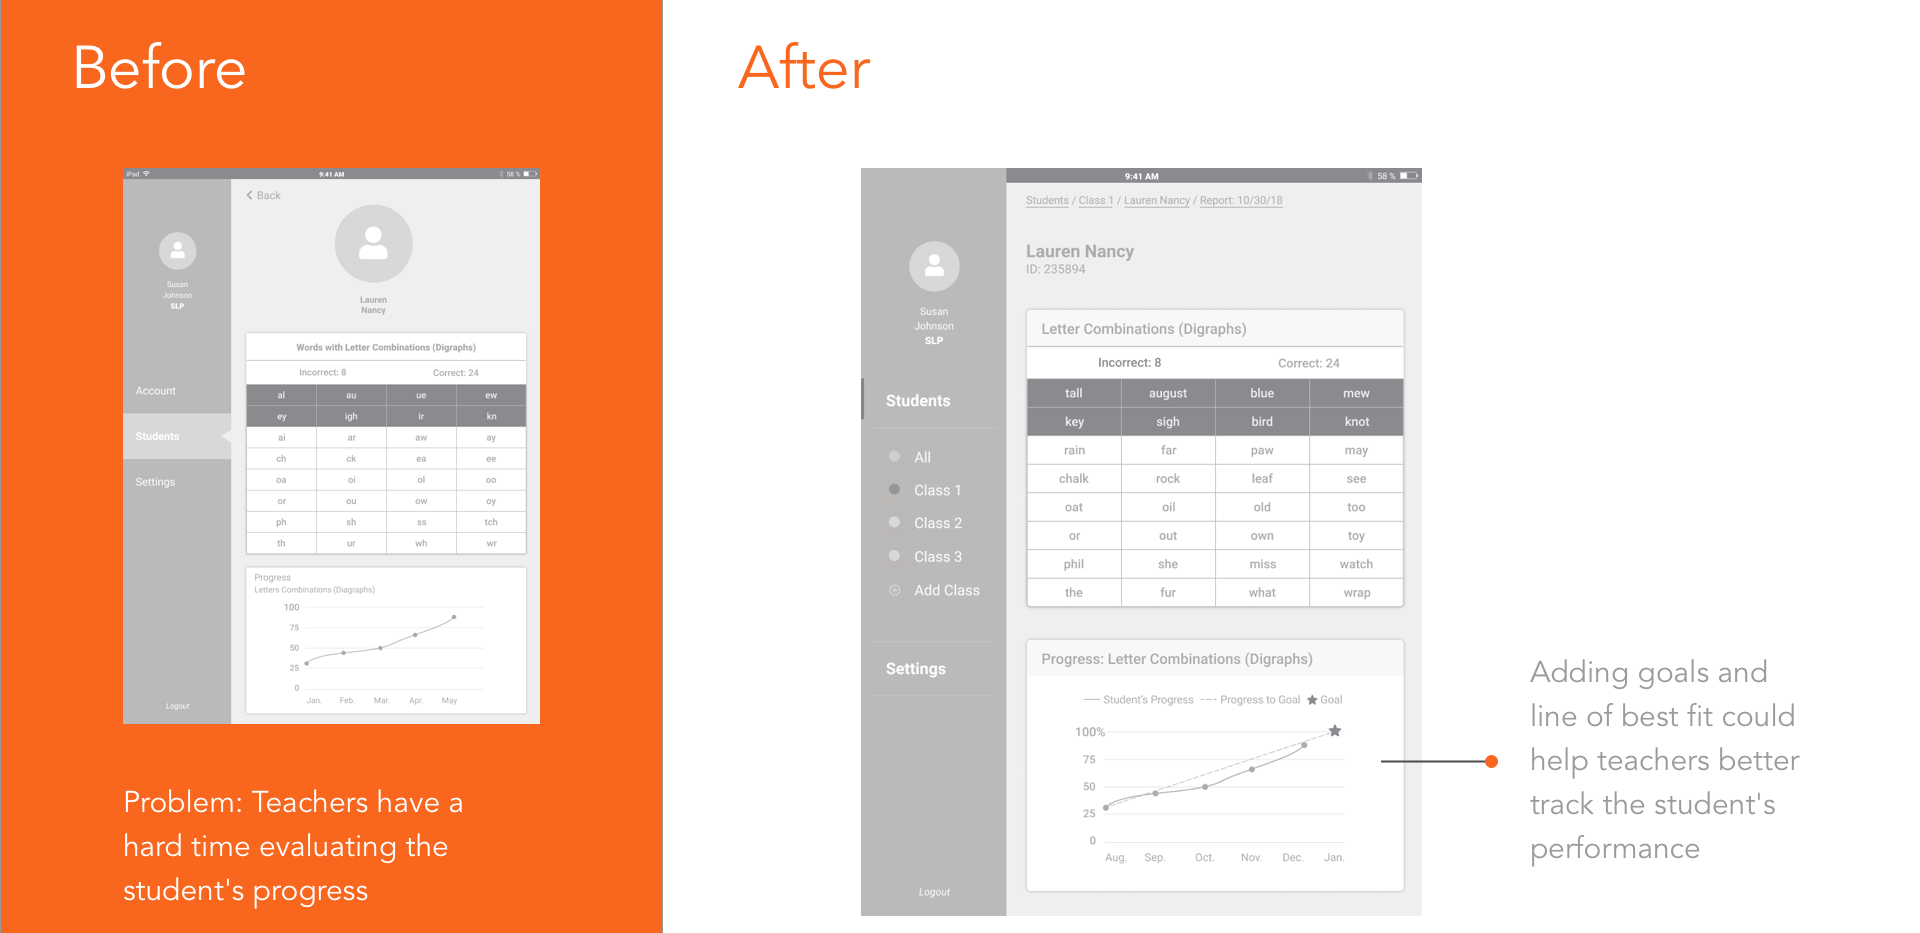 Before
iPad 9:41 AM 58 %
Back
Susan
Johnson
SLP
Lauren
Nancy
Account
Students
Settings
Logout
Words with Letter Combinations (Digraphs)
Incorrect: 8 Correct: 24
al au ue ew
ey igh ir kn
ai ar aw ay
ch ck ea ee
oa oi ol oo
or ou ow oy
ph sh ss tch
th ur wh wr
Progress
Letters Combinations (Diagraphs)
100
75
50
25
0
Jan. Feb. Mar. Apr. May
Problem: Teachers have a
hard time evaluating the
student's progress
After
9:41 AM 58 %
Students / Class 1 / Lauren Nancy / Report: 10/30/18
Susan
Johnson
SLP
Students
All
Class 1
Class 2
Class 3
Add Class
Settings
Logout
Lauren Nancy
ID: 235894
Letter Combinations (Digraphs)
Incorrect: 8 Correct: 24
tall august blue mew
key sigh bird knot
rain far paw may
chalk rock leaf see
oat oil old too
or out own toy
phil she miss watch
the fur what wrap
Progress: Letter Combinations (Digraphs)
Student's Progress Progress to Goal Goal
100%
75
50
25
0
Aug. Sep. Oct. Nov. Dec. Jan.
Adding goals and
line of best fit could
help teachers better
track the student's
performance